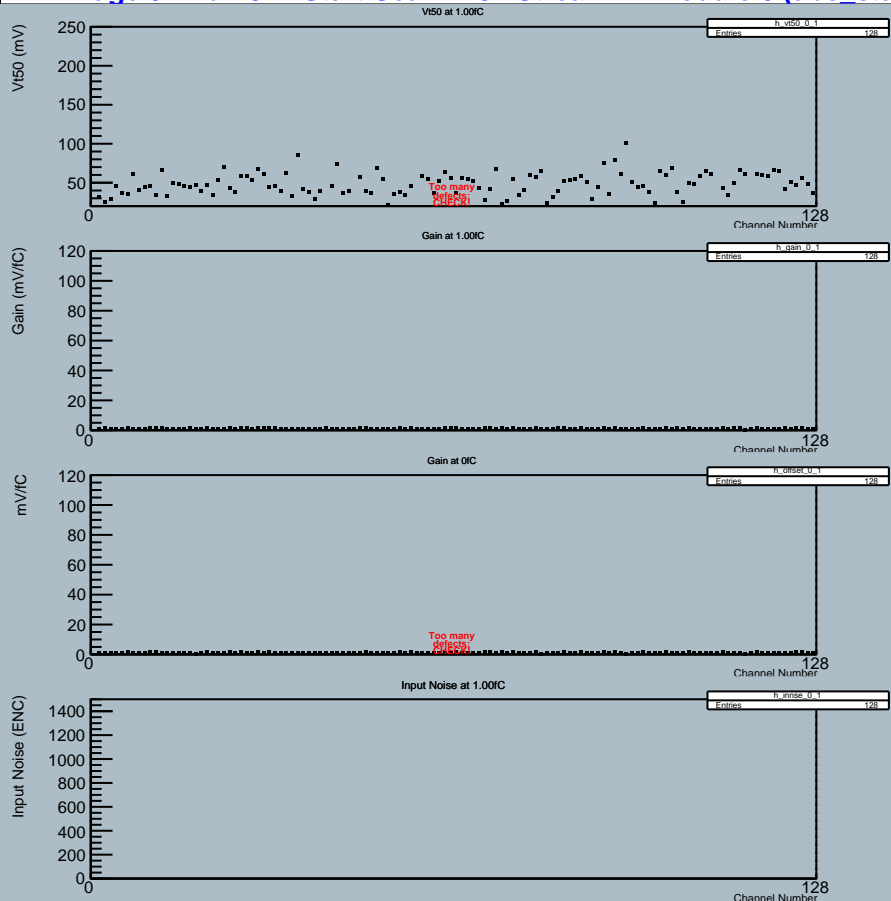 Vt50 at 1.00fC
h_vt50_0_1
Entries 128
Vt50 (mV)
250
200
150
100
50
Too many
defects:
CHECK!
0
128
Channel Number
Gain at 1.00fC
h_gain_0_1
Entries 128
Gain (mV/fC)
120
100
80
60
40
20
0
0
128
Channel Number
Gain at 0fC
h_offset_0_1
Entries 128
mV/fC
120
100
80
60
40
20
0
Too many
defects:
CHECK!
0
128
Channel Number
Input Noise at 1.00fC
h_innse_0_1
Entries 128
Input Noise (ENC)
1400
1200
1000
800
600
400
200
0
0
128
Channel Number